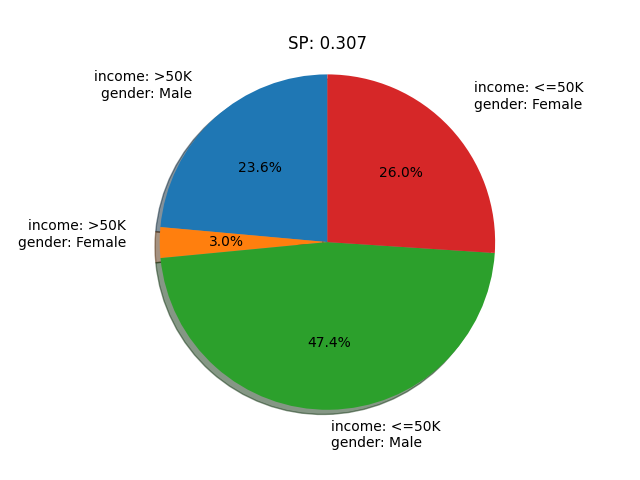 SP: 0.307
income: >50K
gender: Male
income: <=50K
gender: Female
23.6%
26.0%
income: >50K
gender: Female
3.0%
47.4%
income: <=50K
gender: Male